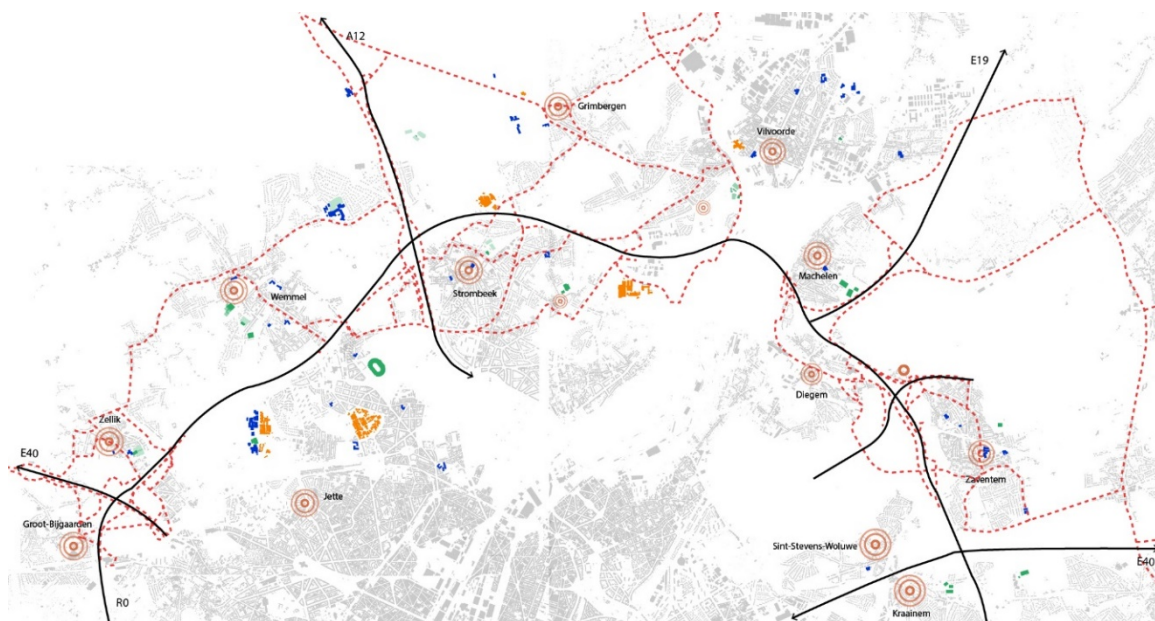 A12
E19
Grimbergen
Vilvoorde
Machelen
Strombeek
Wemmel
Diegem
Zellik
E40
Zaventem
Jette
Groot-Bijgaarden
Sint-Stevens-Woluwe
E40
Kraainem
R0